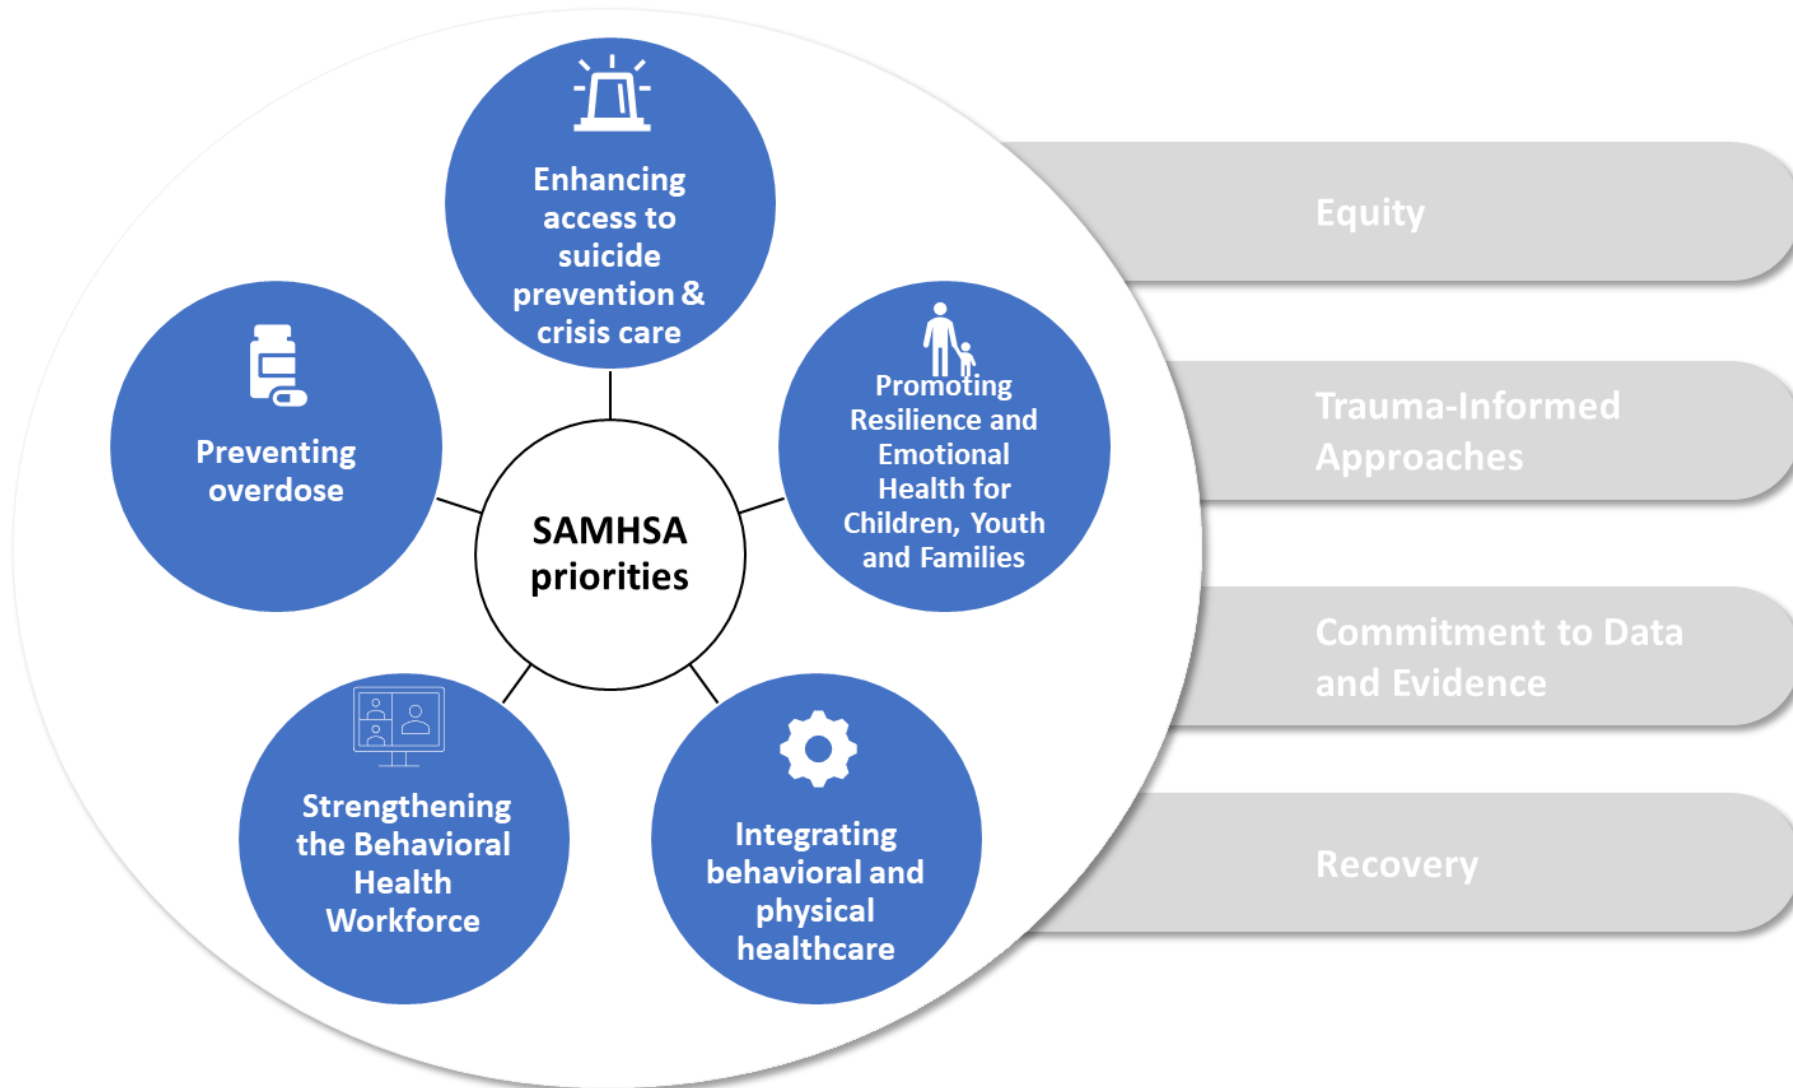 Enhancing
access to
suicide
prevention &
crisis care
Preventing
overdose
Promoting
Resilience and
Emotional
Health for
Children, Youth
and Families
SAMHSA
priorities
Strengthening
the Behavioral
Health
Workforce
Integrating
behavioral and
physical
healthcare
Equity
Trauma-Informed
Approaches
Commitment to Data
and Evidence
Recovery